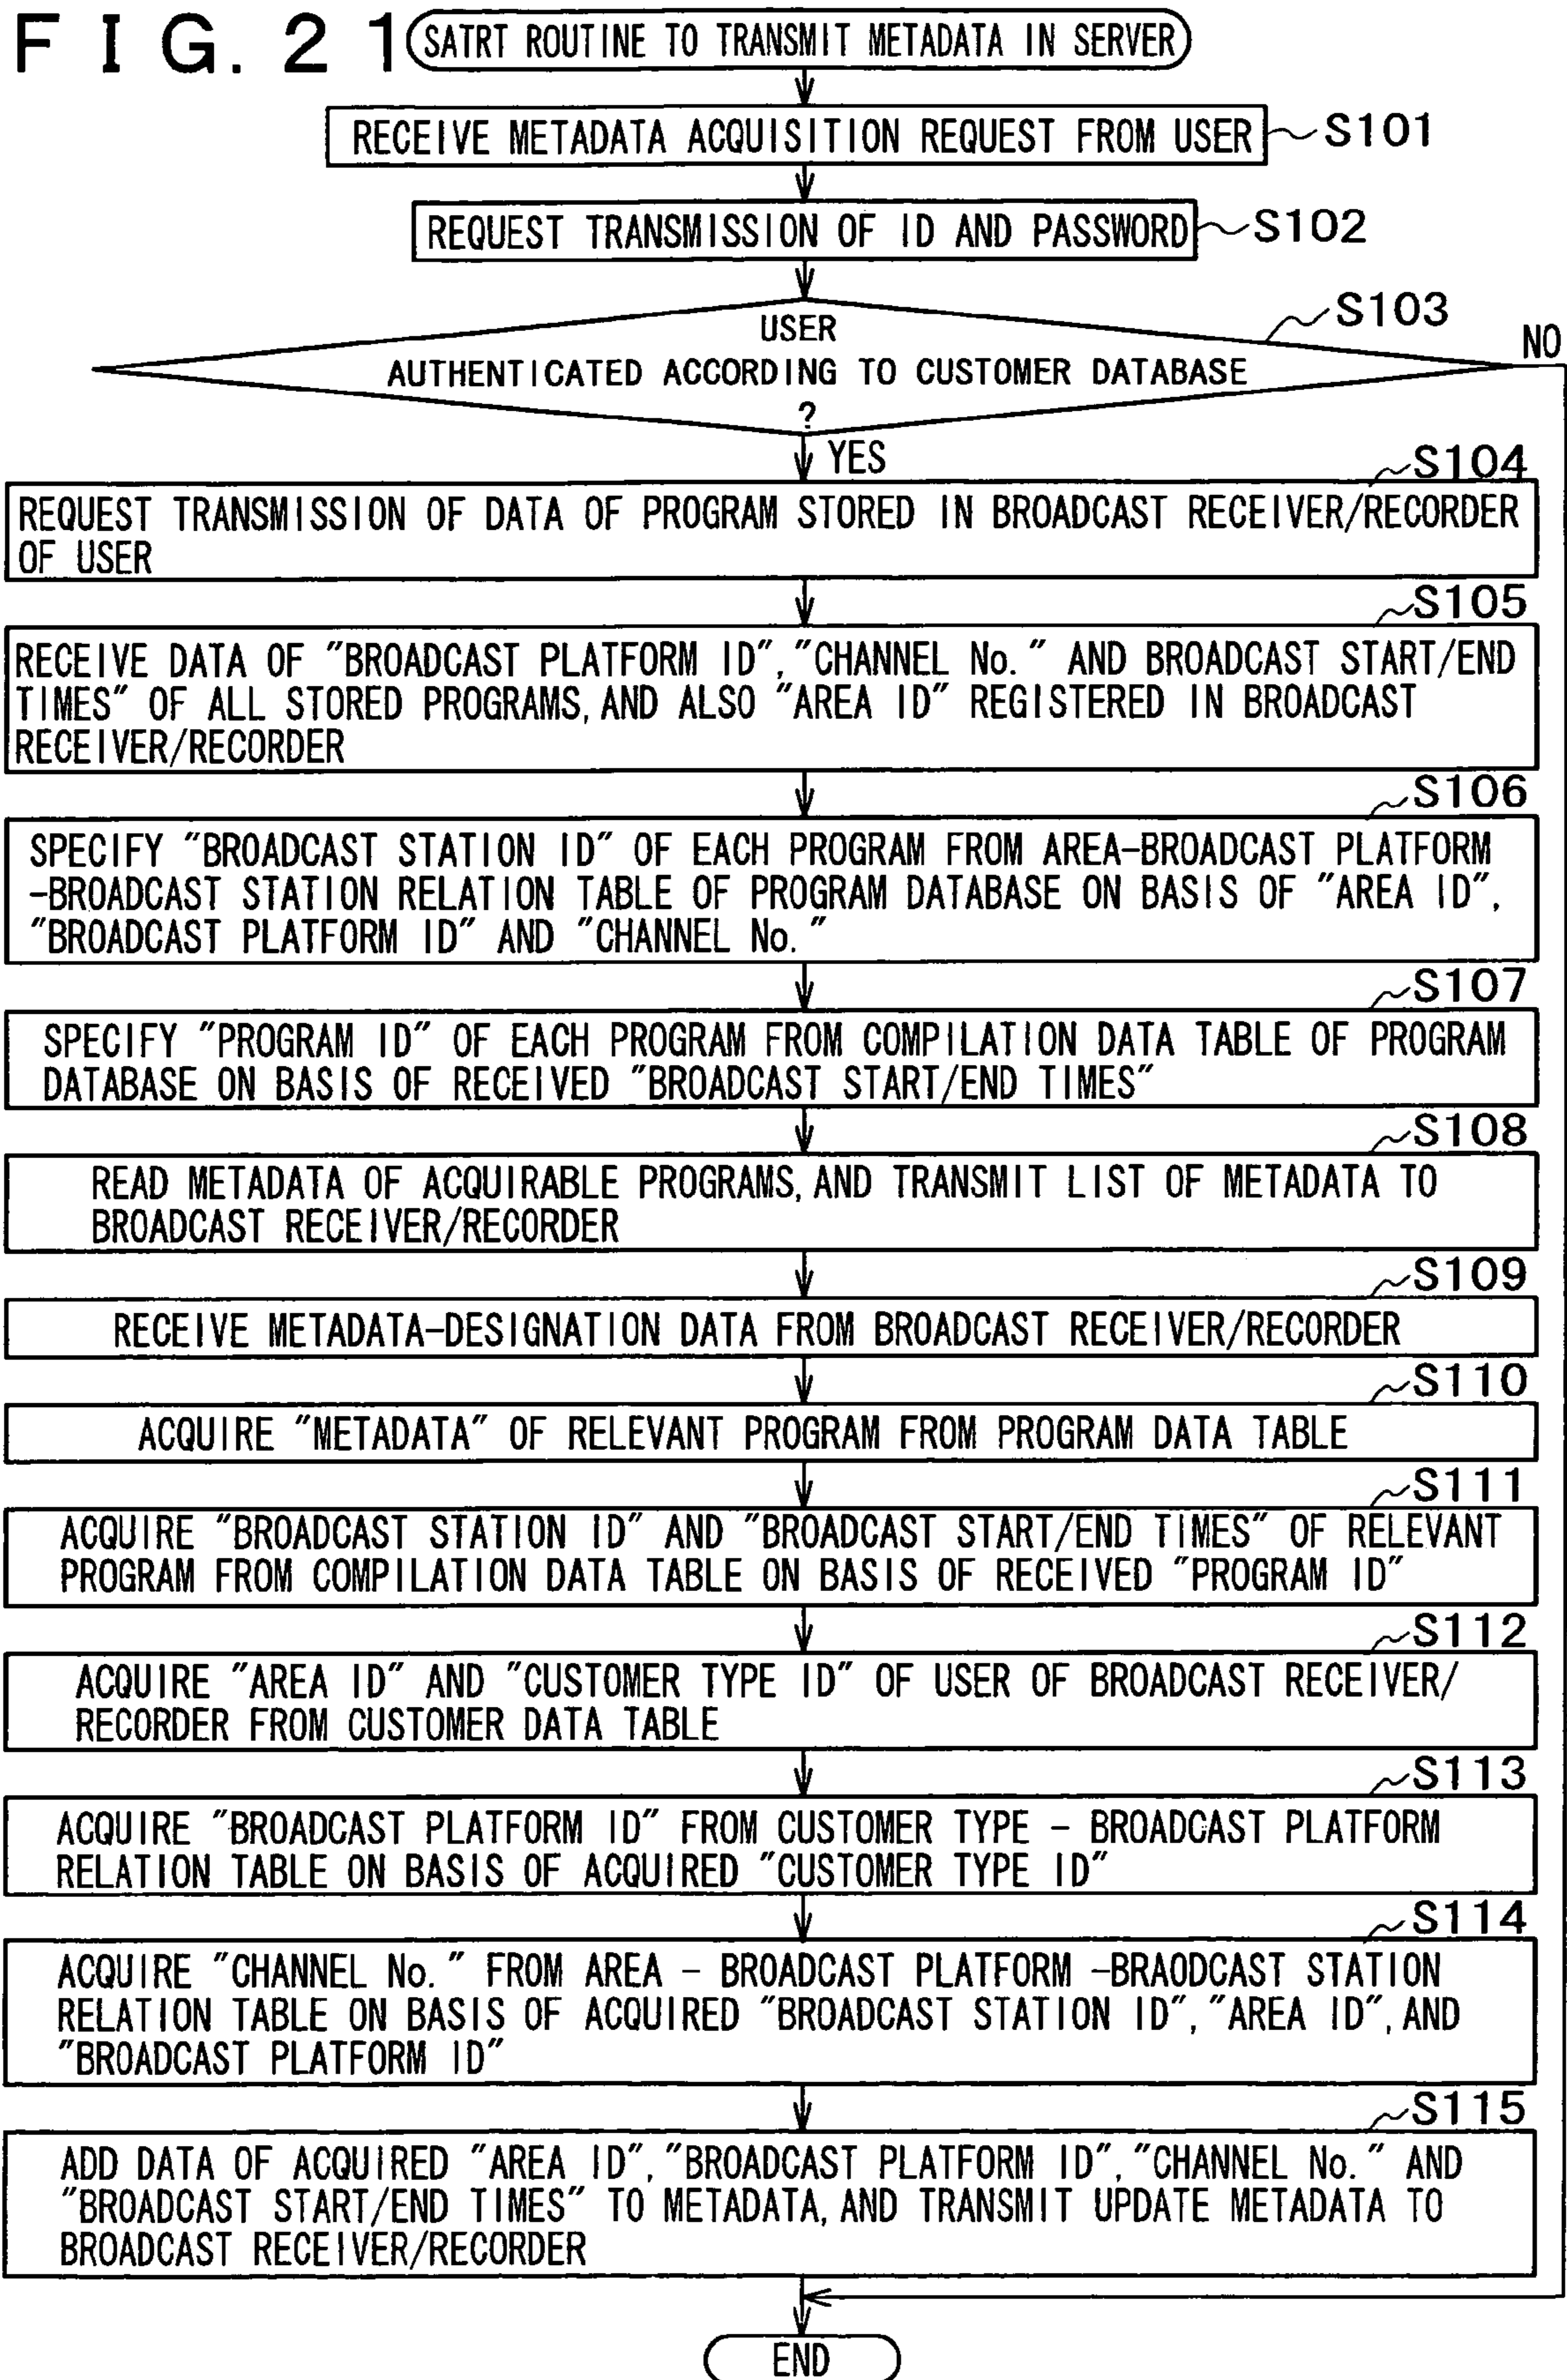 FIG. 21
SATRT ROUTINE TO TRANSMIT METADATA IN SERVER
RECEIVE METADATA ACQUISITION REQUEST FROM USER
S101
REQUEST TRANSMISSION OF ID AND PASSWORD
S102
S103
USER
AUTHENTICATED ACCORDING TO CUSTOMER DATABASE
?
NO
YES
S104
REQUEST TRANSMISSION OF DATA OF PROGRAM STORED IN BROADCAST RECEIVER/RECORDER
OF USER
S105
RECEIVE DATA OF "BROADCAST PLATFORM ID", "CHANNEL No." AND BROADCAST START/END
TIMES" OF ALL STORED PROGRAMS, AND ALSO "AREA ID" REGISTERED IN BROADCAST
RECEIVER/RECORDER
S106
SPECIFY "BROADCAST STATION ID" OF EACH PROGRAM FROM AREA-BROADCAST PLATFORM
-BROADCAST STATION RELATION TABLE OF PROGRAM DATABASE ON BASIS OF "AREA ID",
"BROADCAST PLATFORM ID" AND "CHANNEL No."
S107
SPECIFY "PROGRAM ID" OF EACH PROGRAM FROM COMPILATION DATA TABLE OF PROGRAM
DATABASE ON BASIS OF RECEIVED "BROADCAST START/END TIMES"
S108
READ METADATA OF ACQUIRABLE PROGRAMS, AND TRANSMIT LIST OF METADATA TO
BROADCAST RECEIVER/RECORDER
S109
RECEIVE METADATA-DESIGNATION DATA FROM BROADCAST RECEIVER/RECORDER
S110
ACQUIRE "METADATA" OF RELEVANT PROGRAM FROM PROGRAM DATA TABLE
S111
ACQUIRE "BROADCAST STATION ID" AND "BROADCAST START/END TIMES" OF RELEVANT
PROGRAM FROM COMPILATION DATA TABLE ON BASIS OF RECEIVED "PROGRAM ID"
S112
ACQUIRE "AREA ID" AND "CUSTOMER TYPE ID" OF USER OF BROADCAST RECEIVER/
RECORDER FROM CUSTOMER DATA TABLE
S113
ACQUIRE "BROADCAST PLATFORM ID" FROM CUSTOMER TYPE - BROADCAST PLATFORM
RELATION TABLE ON BASIS OF ACQUIRED "CUSTOMER TYPE ID"
S114
ACQUIRE "CHANNEL No." FROM AREA - BROADCAST PLATFORM -BRAODCAST STATION
RELATION TABLE ON BASIS OF ACQUIRED "BROADCAST STATION ID", "AREA ID", AND
"BROADCAST PLATFORM ID"
S115
ADD DATA OF ACQUIRED "AREA ID", "BROADCAST PLATFORM ID", "CHANNEL No." AND
"BROADCAST START/END TIMES" TO METADATA, AND TRANSMIT UPDATE METADATA TO
BROADCAST RECEIVER/RECORDER
END